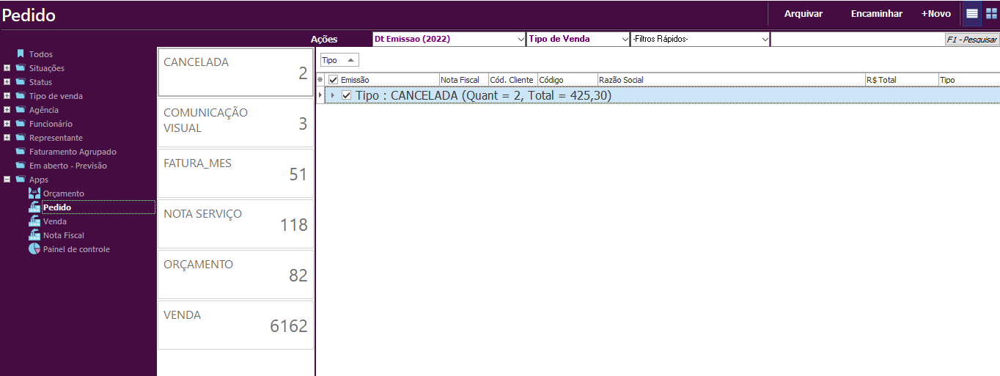 Pedido
Arquivar Encaminhar +Novo
Ações Dt Emissao (2022) Tipo de Venda -Filtros Rápidos- F1 - Pesquisar
Todos
Situações
Status
Tipo de venda
Agência
Funcionário
Representante
Faturamento Agrupado
Em aberto - Previsão
Apps
Orçamento
Pedido
Venda
Nota Fiscal
Painel de controle
CANCELADA
2
COMUNICAÇÃO
VISUAL
3
FATURA_MES
51
NOTA SERVIÇO
118
ORÇAMENTO
82
VENDA
6162
Tipo
Emissão Nota Fiscal Cód. Cliente Código Razão Social R$ Total Tipo
Tipo : CANCELADA (Quant = 2, Total = 425,30)